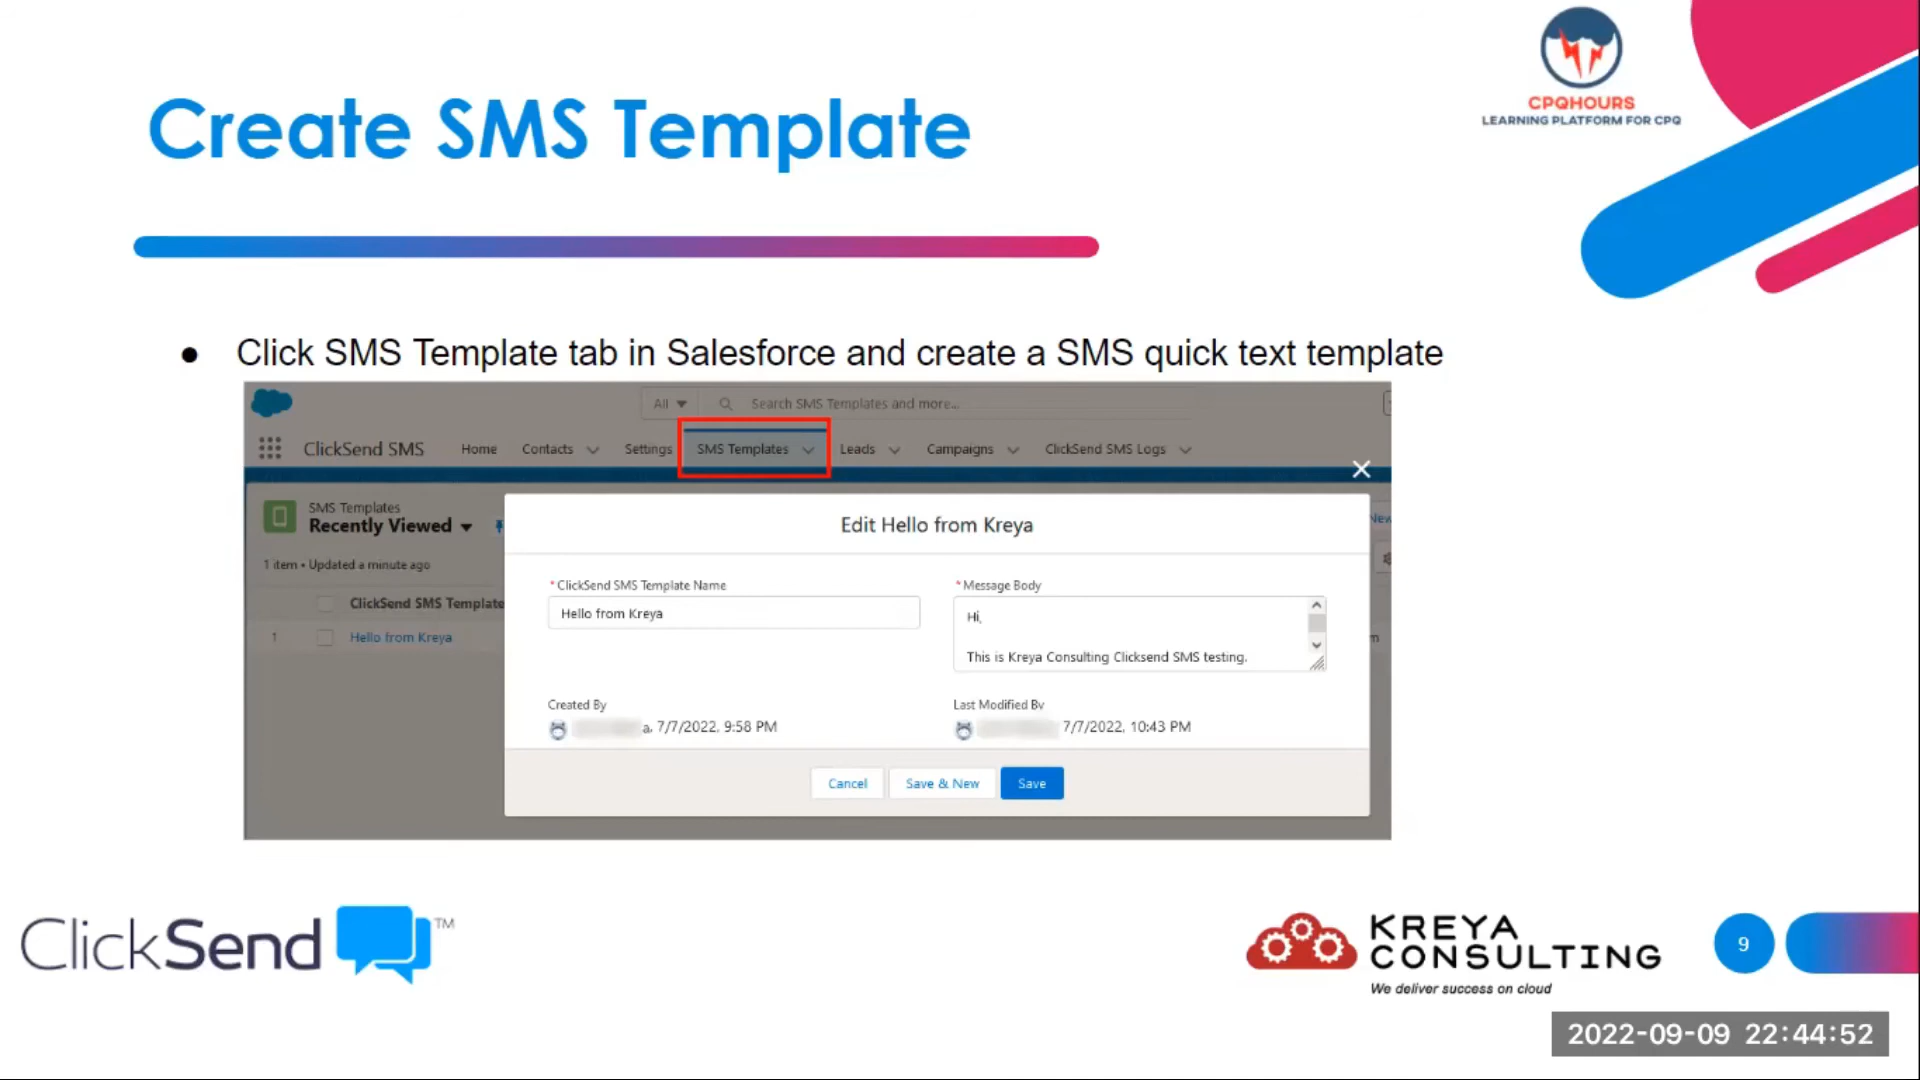 CPQHOURS
LEARNING PLATFORM FOR CPQ
Create SMS Template
● Click SMS Template tab in Salesforce and create a SMS quick text template
All Search SMS Templates and more...
ClickSend SMS Home Contacts Settings SMS Templates Leads Campaigns ClickSend SMS Logs
SMS Templates
Recently Viewed
New
1 item • Updated a minute ago
ClickSend SMS Template
1 Hello from Kreya
Edit Hello from Kreya
* ClickSend SMS Template Name
Hello from Kreya
* Message Body
Hi,
This is Kreya Consulting Clicksend SMS testing.
Created By
a, 7/7/2022, 9:58 PM
Last Modified By
7/7/2022, 10:43 PM
Cancel Save & New Save
ClickSend™
KREYA
CONSULTING
We deliver success on cloud
9
2022-09-09 22:44:52